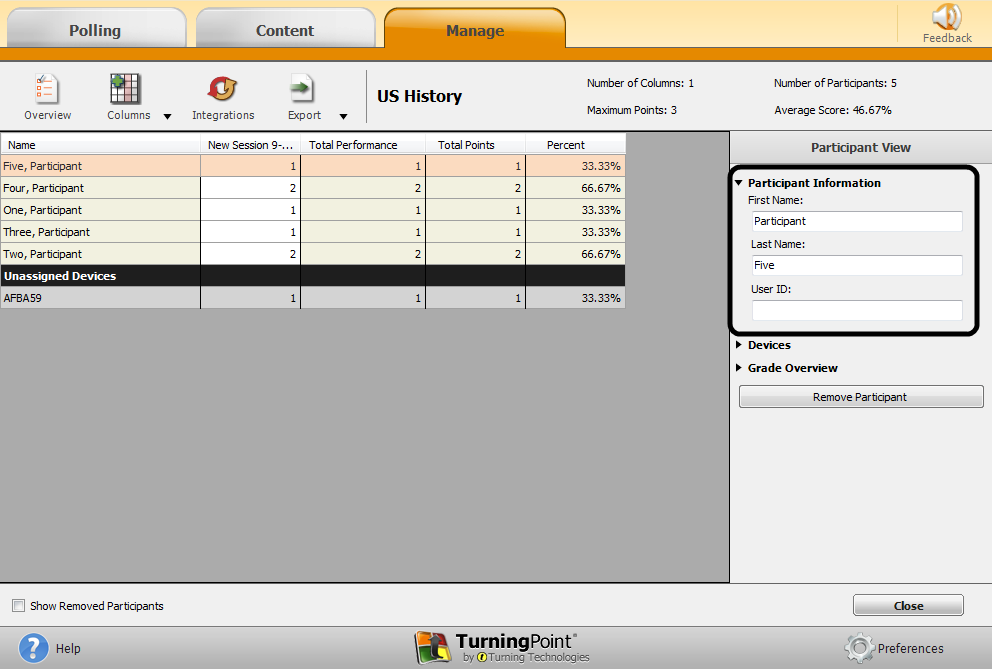 Polling
Content
Manage
Feedback
Overview
Columns
Integrations
Export
US History
Number of Columns: 1
Number of Participants: 5
Maximum Points: 3
Average Score: 46.67%
Name New Session 9-... Total Performance Total Points Percent
Five, Participant 1 1 1 33.33%
Four, Participant 2 2 2 66.67%
One, Participant 1 1 1 33.33%
Three, Participant 1 1 1 33.33%
Two, Participant 2 2 2 66.67%
Unassigned Devices
AFBA59 1 1 1 33.33%
Participant View
Participant Information
First Name:
Participant
Last Name:
Five
User ID:
Devices
Grade Overview
Remove Participant
Show Removed Participants
Close
? Help
TurningPoint®
by Turning Technologies
Preferences